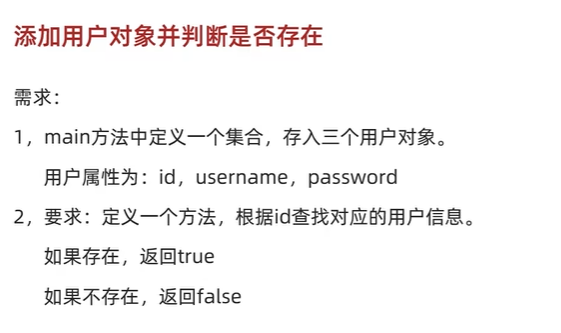 添加用户对象并判断是否存在
需求：
1，main方法中定义一个集合，存入三个用户对象。
用户属性为：id，username，password
2，要求：定义一个方法，根据id查找对应的用户信息。
如果存在，返回true
如果不存在，返回false